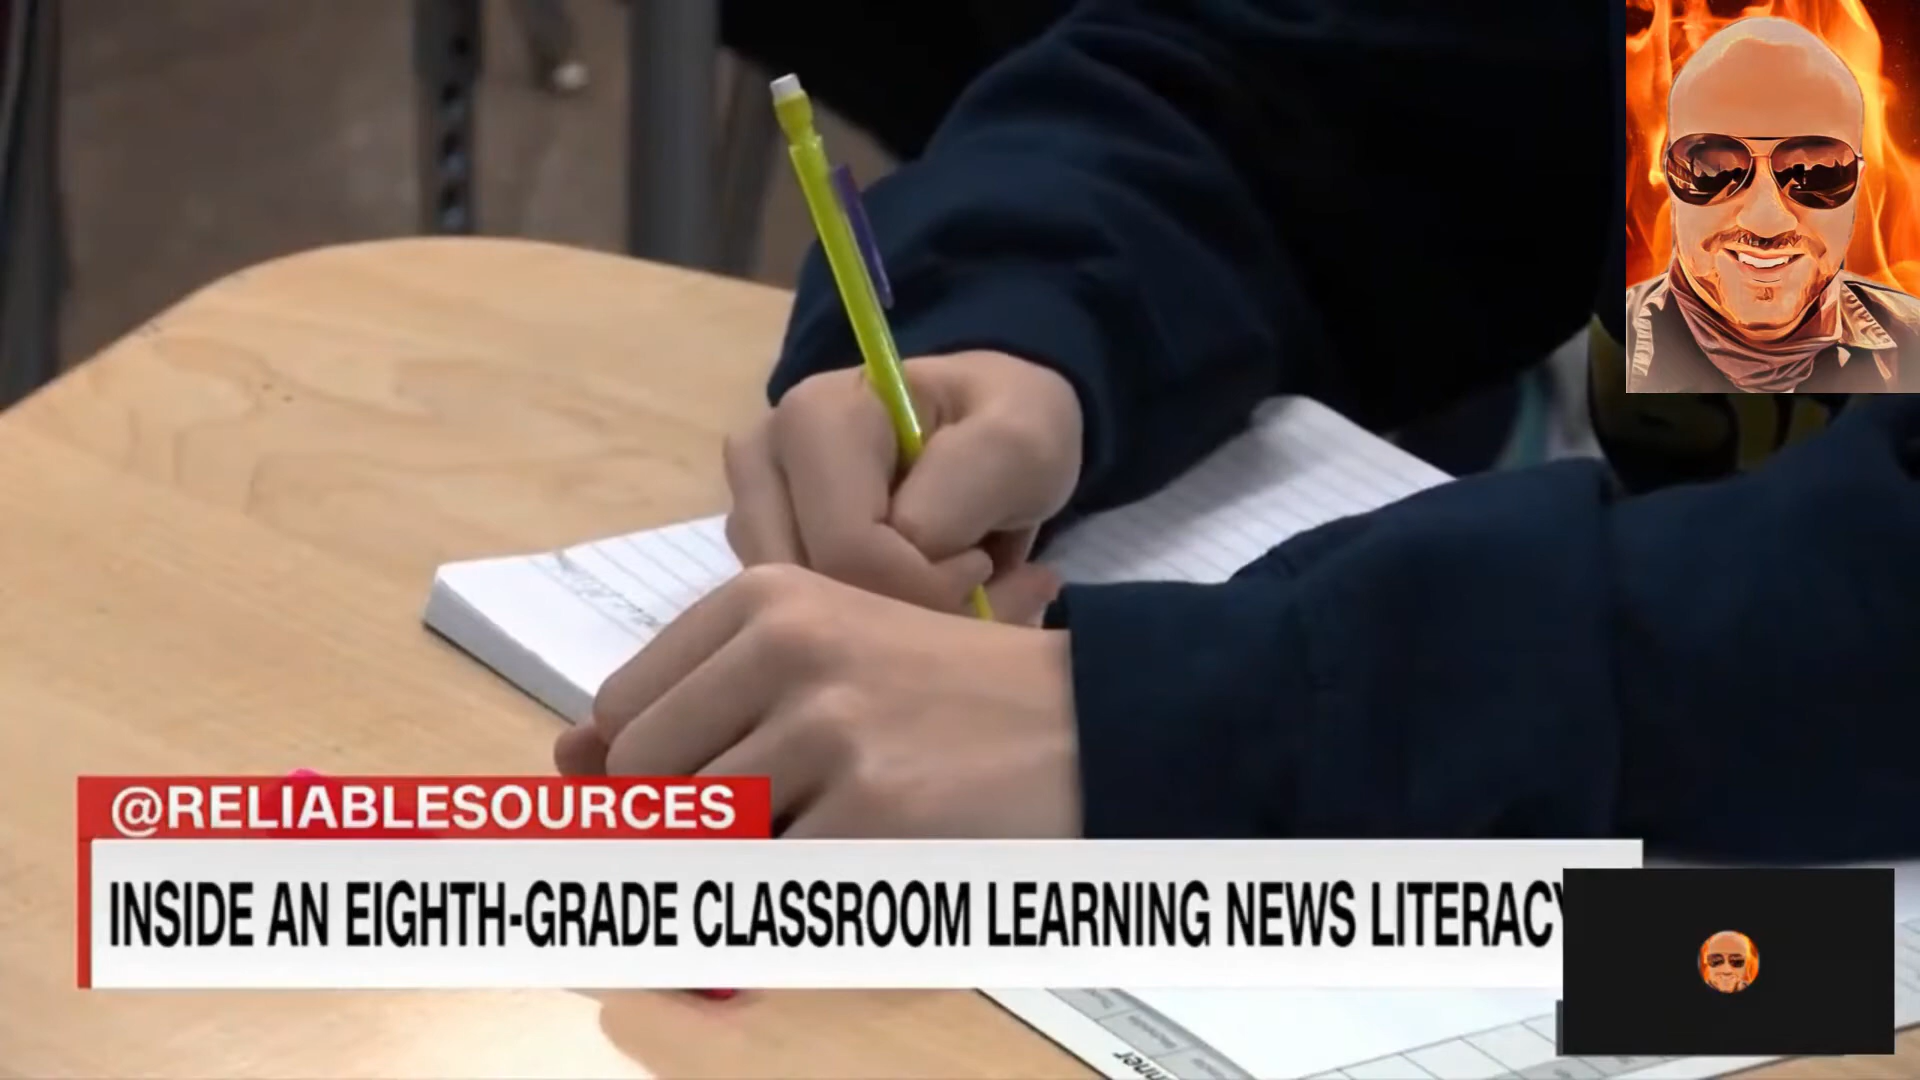 @RELIABLESOURCES
INSIDE AN EIGHTH-GRADE CLASSROOM LEARNING NEWS LITERACY